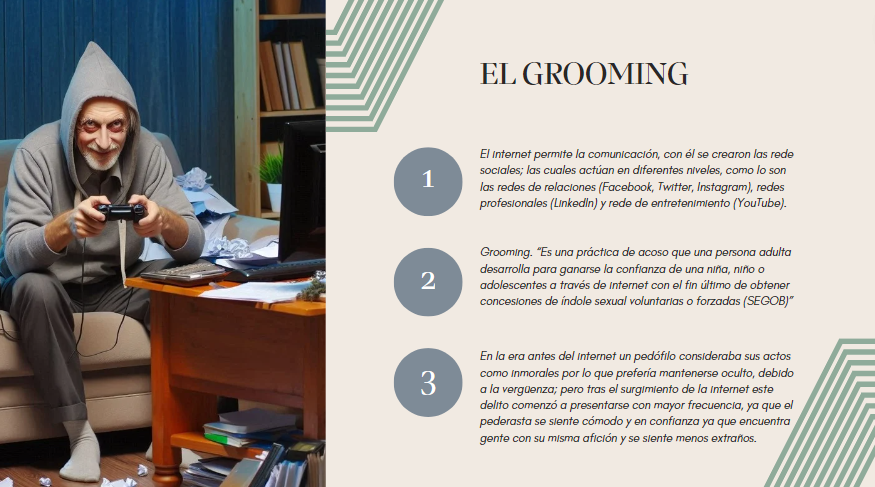 EL GROOMING
1
El internet permite la comunicación, con él se crearon las rede
sociales; las cuales actúan en diferentes niveles, como lo son
las redes de relaciones (Facebook, Twitter, Instagram), redes
profesionales (LinkedIn) y rede de entretenimiento (YouTube).
2
Grooming. “Es una práctica de acoso que una persona adulta
desarrolla para ganarse la confianza de una niña, niño o
adolescentes a través de internet con el fin último de obtener
concesiones de índole sexual voluntarias o forzadas (SEGOB)”
3
En la era antes del internet un pedófilo consideraba sus actos
como inmorales por lo que prefería mantenerse oculto, debido
a la vergüenza; pero tras el surgimiento de la internet este
delito comenzó a presentarse con mayor frecuencia, ya que el
pederasta se siente cómodo y en confianza ya que encuentra
gente con su misma afición y se siente menos extraños.